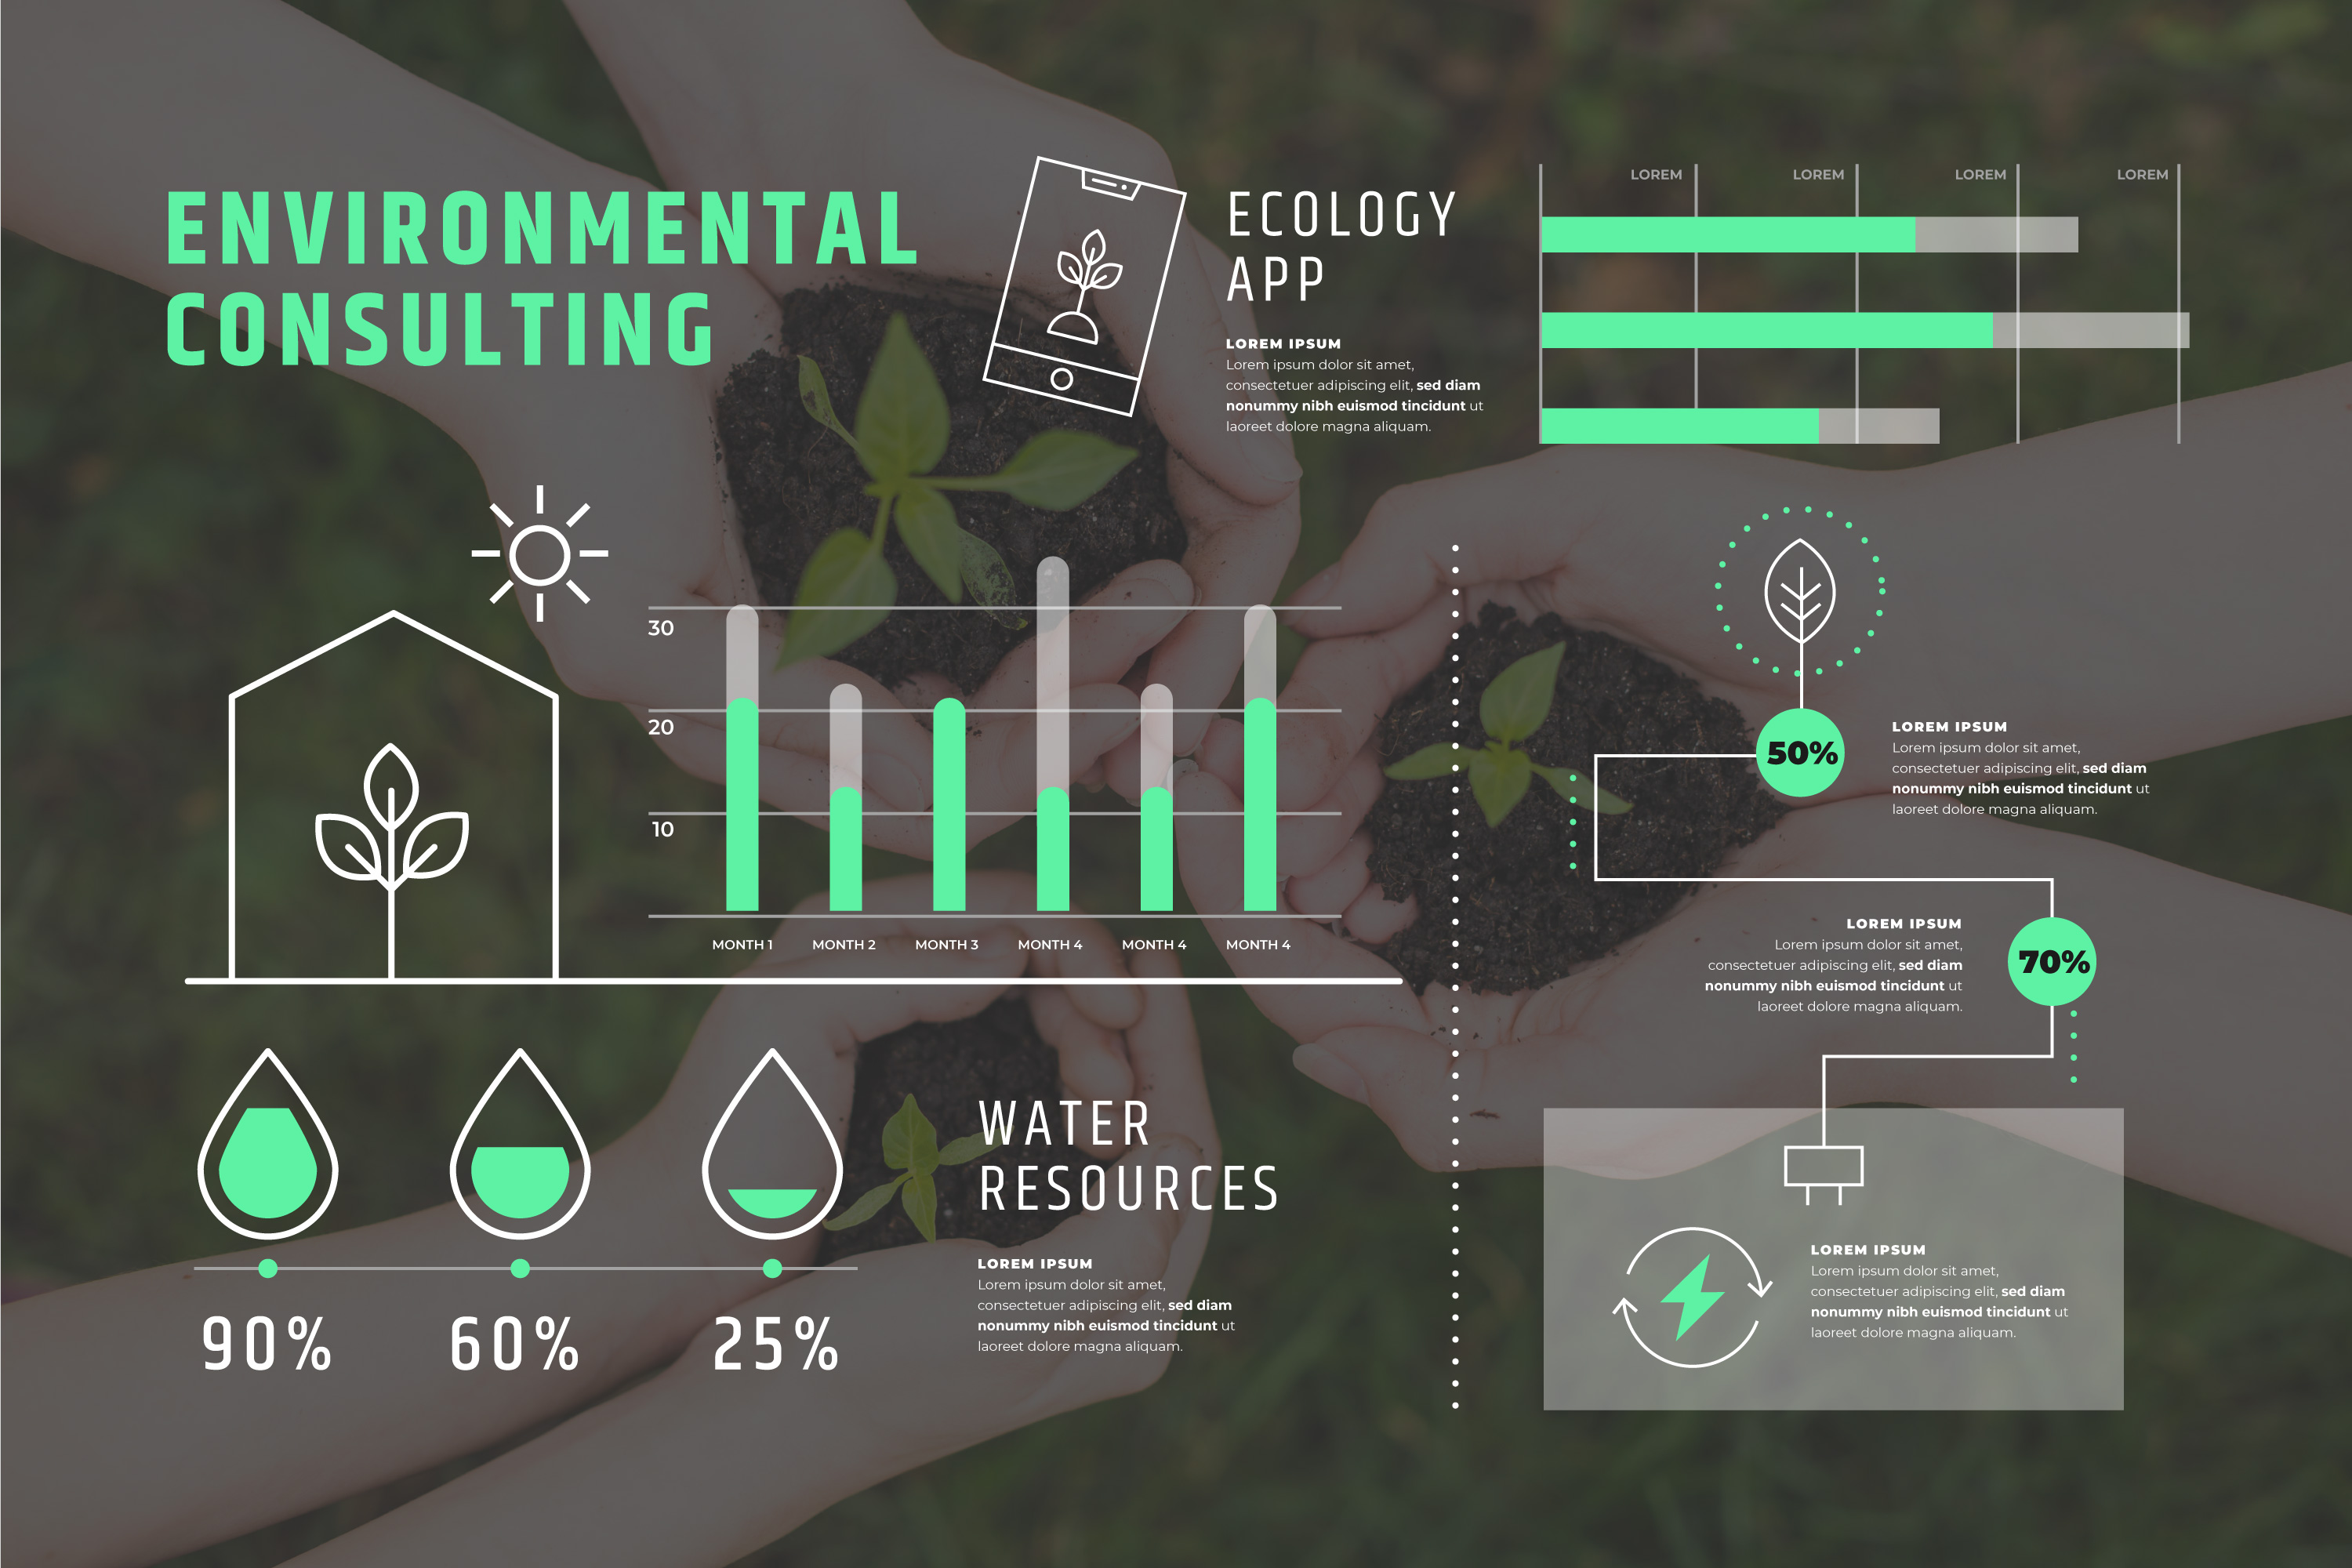 ENVIRONMENTAL
CONSULTING
ECOLOGY
APP
LOREM IPSUM
Lorem ipsum dolor sit amet,
consectetuer adipiscing elit, sed diam
nonummy nibh euismod tincidunt ut
laoreet dolore magna aliquam.
LOREM LOREM LOREM LOREM
30
20
10
MONTH 1 MONTH 2 MONTH 3 MONTH 4 MONTH 4 MONTH 4
50%
LOREM IPSUM
Lorem ipsum dolor sit amet,
consectetuer adipiscing elit, sed diam
nonummy nibh euismod tincidunt ut
laoreet dolore magna aliquam.
LOREM IPSUM
Lorem ipsum dolor sit amet,
consectetuer adipiscing elit, sed diam
nonummy nibh euismod tincidunt ut
laoreet dolore magna aliquam.
70%
90% 60% 25%
WATER
RESOURCES
LOREM IPSUM
Lorem ipsum dolor sit amet,
consectetuer adipiscing elit, sed diam
nonummy nibh euismod tincidunt ut
laoreet dolore magna aliquam.
LOREM IPSUM
Lorem ipsum dolor sit amet,
consectetuer adipiscing elit, sed diam
nonummy nibh euismod tincidunt ut
laoreet dolore magna aliquam.